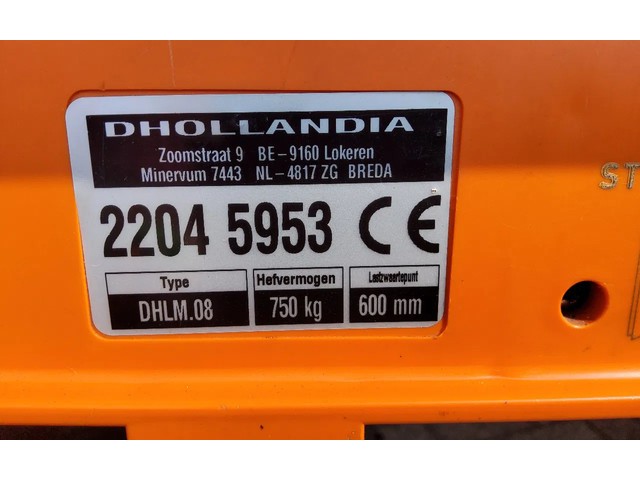 DHOLLANDIA
Zoomstraat 9 BE-9160 Lokeren
Minervum 7443 NL-4817 ZG BREDA
2204 5953 CE
Type Hefvermogen Lastzwaartepunt
DHLM.08 750 kg 600 mm
ST